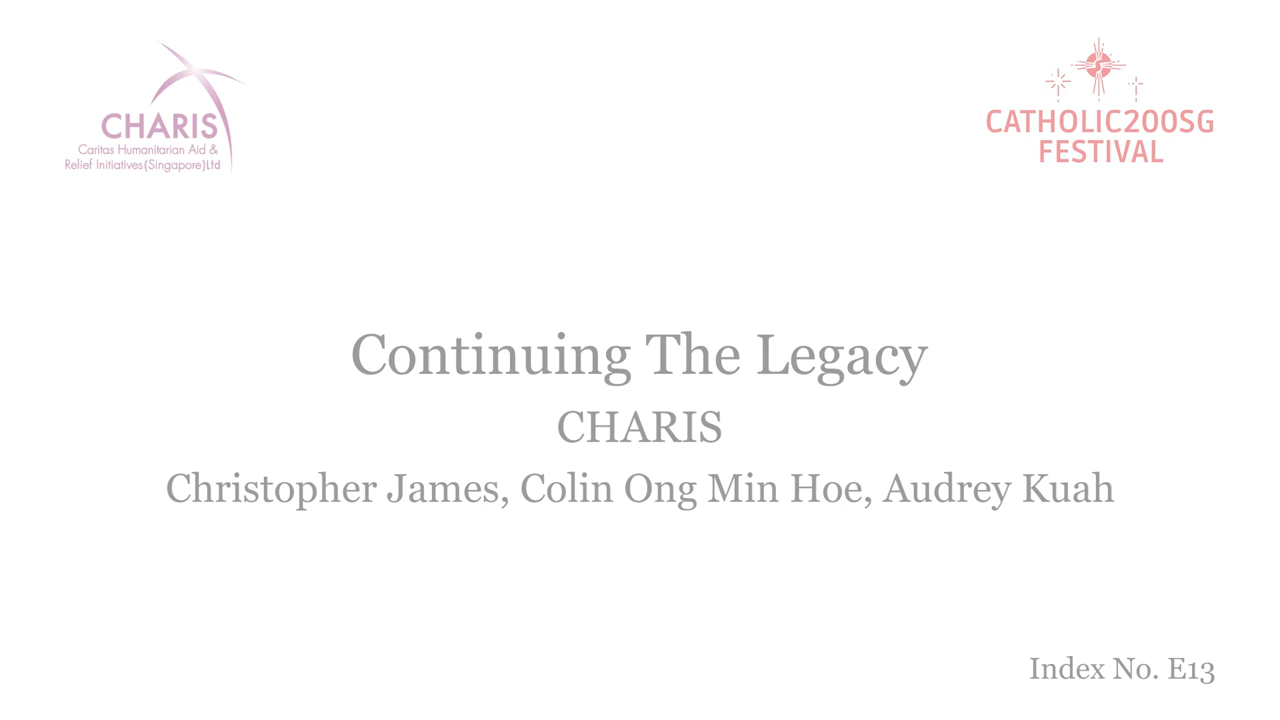 CHARIS
Caritas Humanitarian Aid &
Relief Initiatives(Singapore)Ltd
CATHOLIC200SG
FESTIVAL
Continuing The Legacy
CHARIS
Christopher James, Colin Ong Min Hoe, Audrey Kuah
Index No. E13